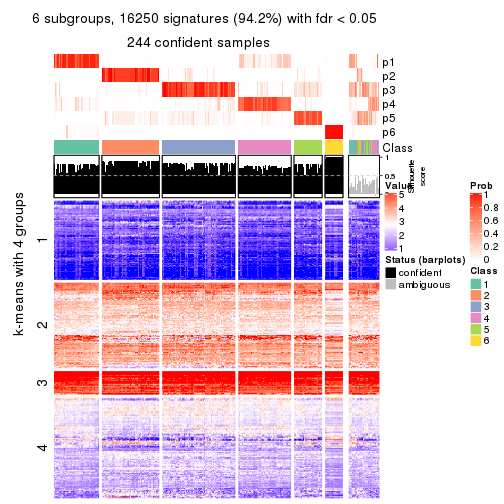 6 subgroups, 16250 signatures (94.2%) with fdr < 0.05
244 confident samples
p1
p2
p3
p4
p5
p6
Class
1
0.5
0
Silhouette
score
k-means with 4 groups
1
2
3
4
Value
5
4
3
2
1
Status (barplots)
confident
ambiguous
Prob
1
0.8
0.6
0.4
0.2
0
Class
1
2
3
4
5
6